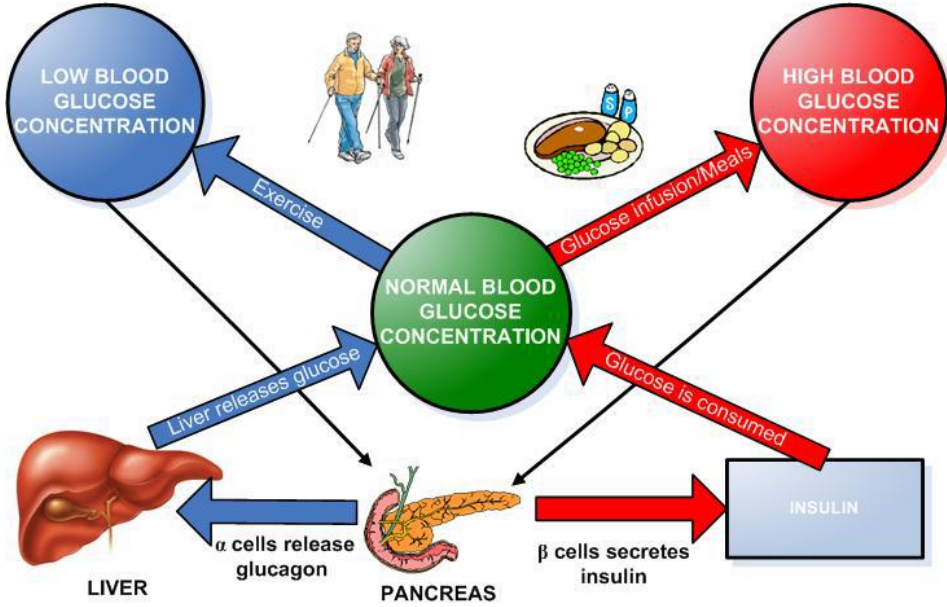 LOW BLOOD
GLUCOSE
CONCENTRATION
HIGH BLOOD
GLUCOSE
CONCENTRATION
S P
Exercise
Glucose infusion/Meals
NORMAL BLOOD
GLUCOSE
CONCENTRATION
Liver releases glucose
Glucose is consumed
INSULIN
α cells release
glucagon
β cells secretes
insulin
LIVER
PANCREAS